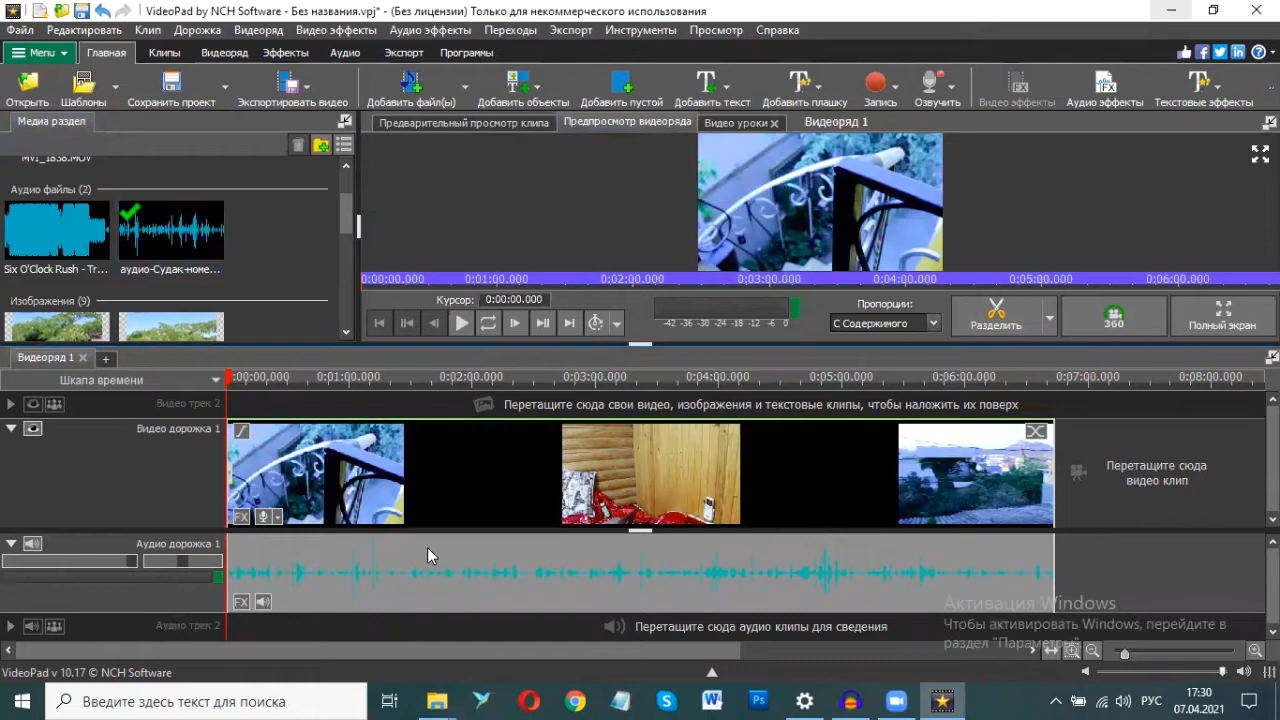 VideoPad by NCH Software - Без названия.vpj* - (Без лицензии) Только для некоммерческого использования
Файл Редактировать Клип Дорожка Видеоряд Видео эффекты Аудио эффекты Переходы Экспорт Инструменты Просмотр Справка
Menu Главная Клипы Видеоряд Эффекты Аудио Экспорт Программы
Открыть Шаблоны Сохранить проект Экспортировать видео Добавить файл(ы) Добавить объекты Добавить пустой Добавить текст Добавить плашку Запись Озвучить Видео эффекты Аудио эффекты Текстовые эффекты
Медиа раздел Предварительный просмотр клипа Предпросмотр видеоряда Видео уроки Видеоряд 1
MVI_1838.MOV
Аудио файлы (2)
Six O'Clock Rush - Tr... аудио-Судак-номе...
Изображения (9)
0:00:00.000 0:01:00.000 0:02:00.000 0:03:00.000 0:04:00.000 0:05:00.000 0:06:00.000
Курсор: 0:00:00.000
-42 -36 -30 -24 -18 -12 -6 0
Пропорции:
С Содержимого
Разделить 360 Полный экран
Видеоряд 1
Шкала времени
:00:00,000 0:01:00.000 0:02:00.000 0:03:00.000 0:04:00.000 0:05:00.000 0:06:00.000 0:07:00.000 0:08:00.000
Видео трек 2 Перетащите сюда свои видео, изображения и текстовые клипы, чтобы наложить их поверх
Видео дорожка 1
FX
Перетащите сюда
видео клип
Аудио дорожка 1
FX
Аудио трек 2 Перетащите сюда аудио клипы для сведения
Активация Windows
Чтобы активировать Windows, перейдите в
раздел "Параметры".
VideoPad v 10.17 © NCH Software
Введите здесь текст для поиска
РУС
17:30
07.04.2021